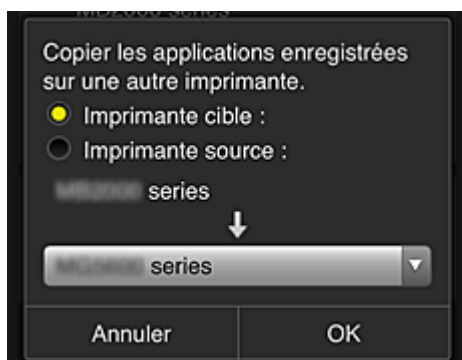 Copier les applications enregistrées
sur une autre imprimante.
Imprimante cible :
Imprimante source :
series
series
Annuler
OK